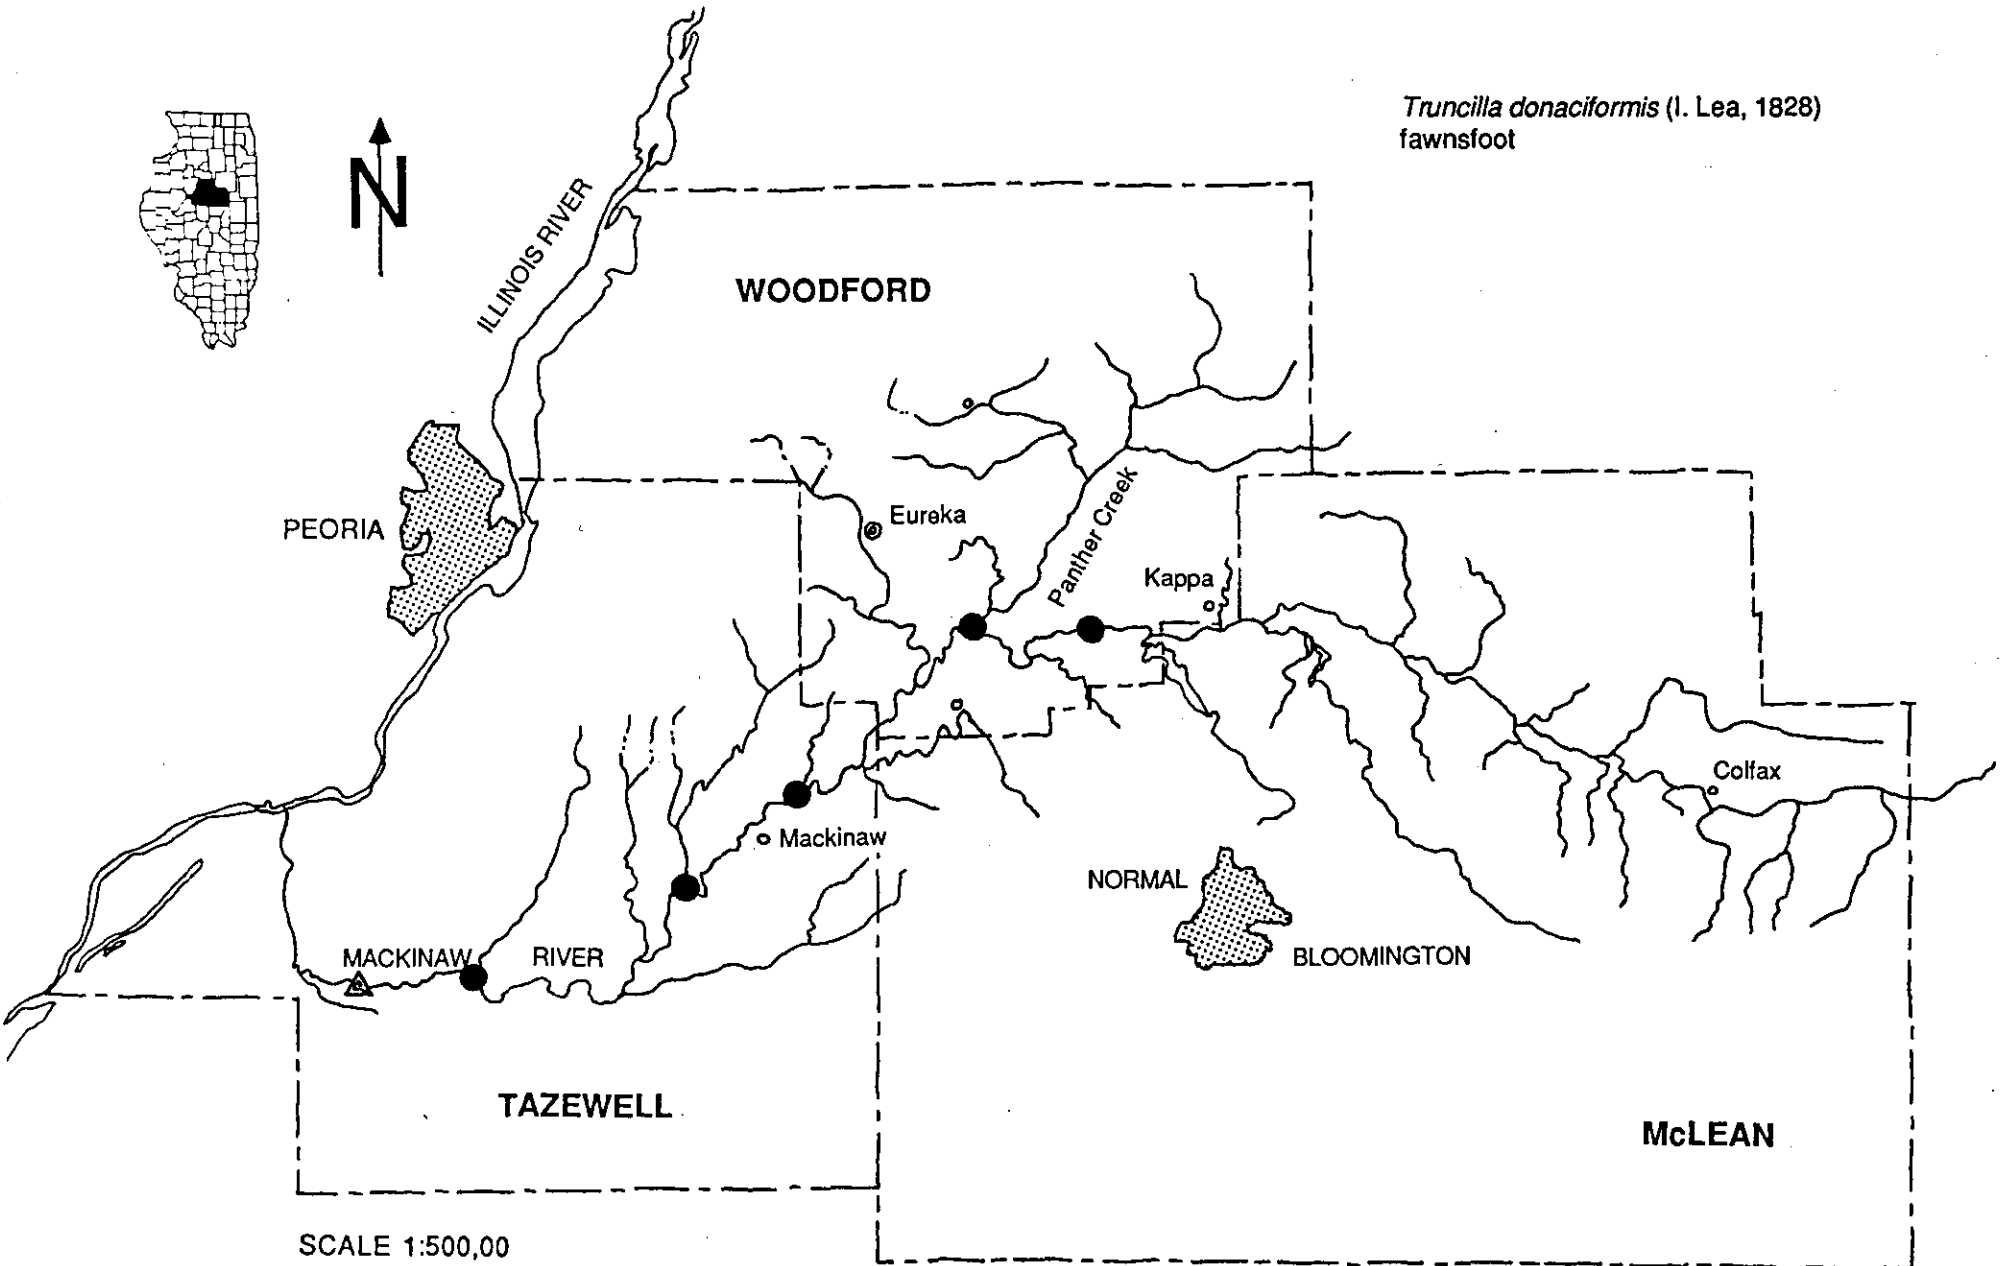 Truncilla donaciformis (I. Lea, 1828)
fawnsfoot
N
ILLINOIS RIVER
WOODFORD
PEORIA
Eureka
Panther Creek
Kappa
Colfax
Mackinaw
NORMAL
BLOOMINGTON
MACKINAW RIVER
TAZEWELL
McLEAN
SCALE 1:500,00